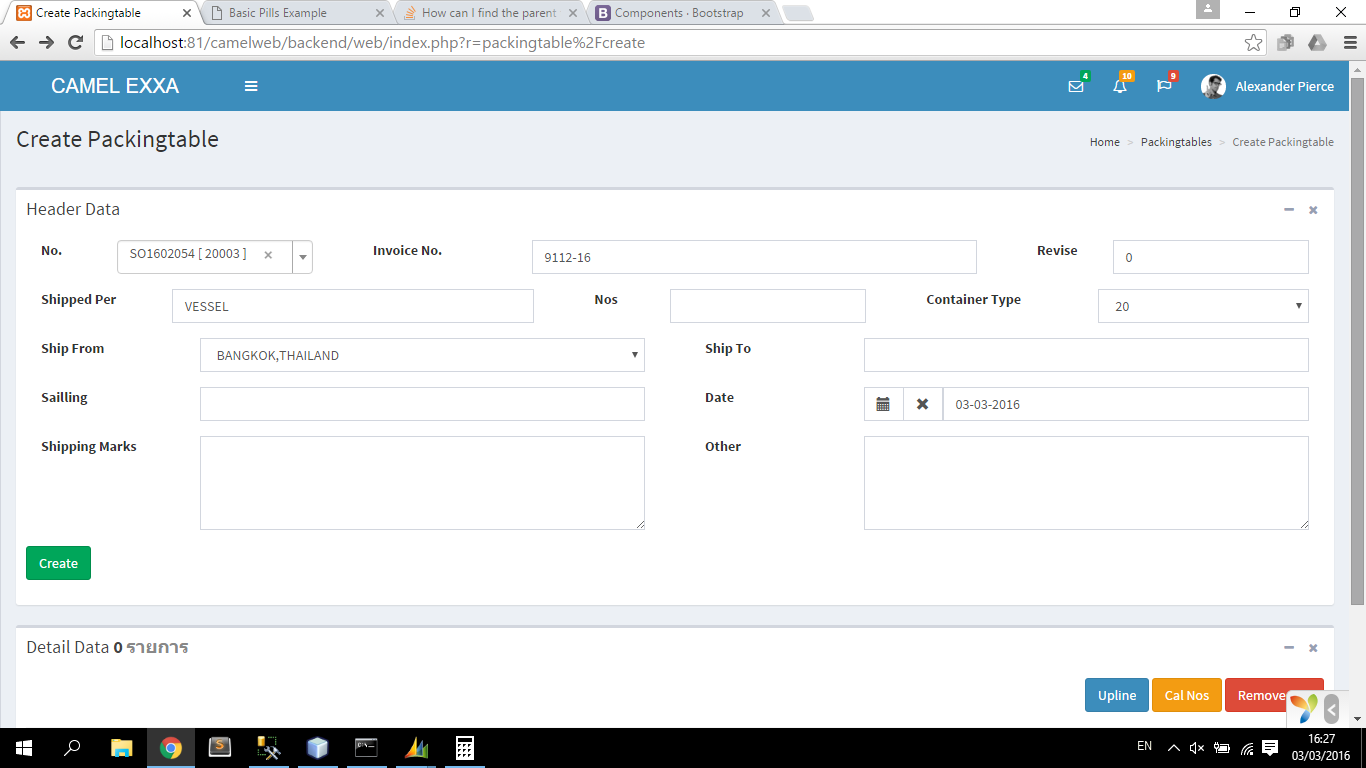 Create Packingtable
Basic Pills Example
How can I find the parent
Components · Bootstrap
localhost:81/camelweb/backend/web/index.php?r=packingtable%2Fcreate
CAMEL EXXA
4
10
9
Alexander Pierce
Create Packingtable
Home > Packingtables > Create Packingtable
Header Data
No. SO1602054 [ 20003 ] × Invoice No. 9112-16 Revise 0
Shipped Per VESSEL Nos Container Type 20
Ship From BANGKOK,THAILAND Ship To
Sailling Date 03-03-2016
Shipping Marks Other
Create
Detail Data 0 รายการ
Upline Cal Nos Remove
EN 16:27
03/03/2016